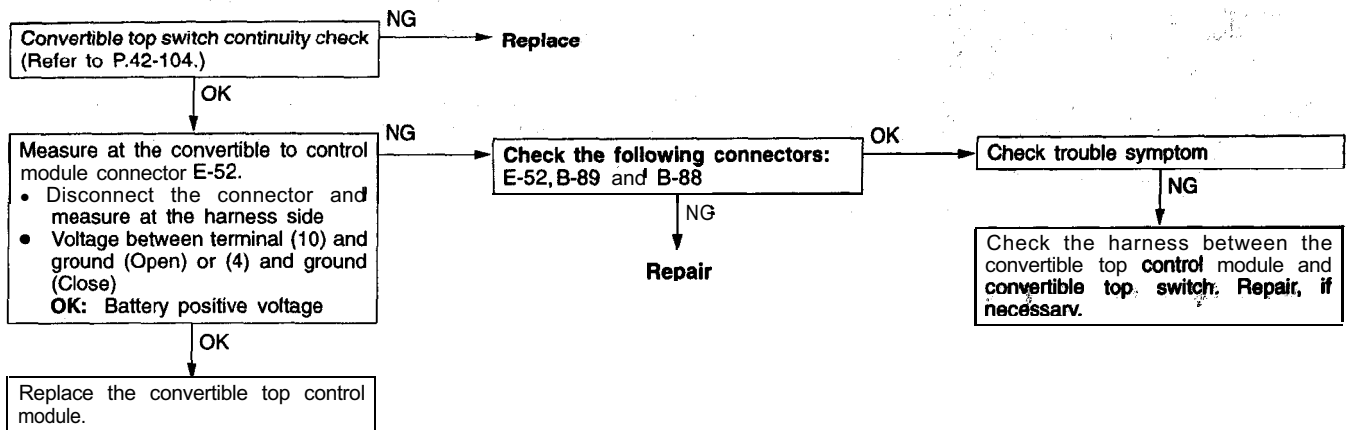 Convertible top switch continuity check
(Refer to P.42-104.)
NG
Replace
OK
Measure at the convertible to control
module connector E-52.
• Disconnect the connector and
measure at the harness side
• Voltage between terminal (10) and
ground (Open) or (4) and ground
(Close)
OK: Battery positive voltage
NG
Check the following connectors:
E-52, B-89 and B-88
OK
Check trouble symptom
NG
Repair
NG
Check the harness between the
convertible top control module and
convertible top switch. Repair, if
necessary.
OK
Replace the convertible top control
module.